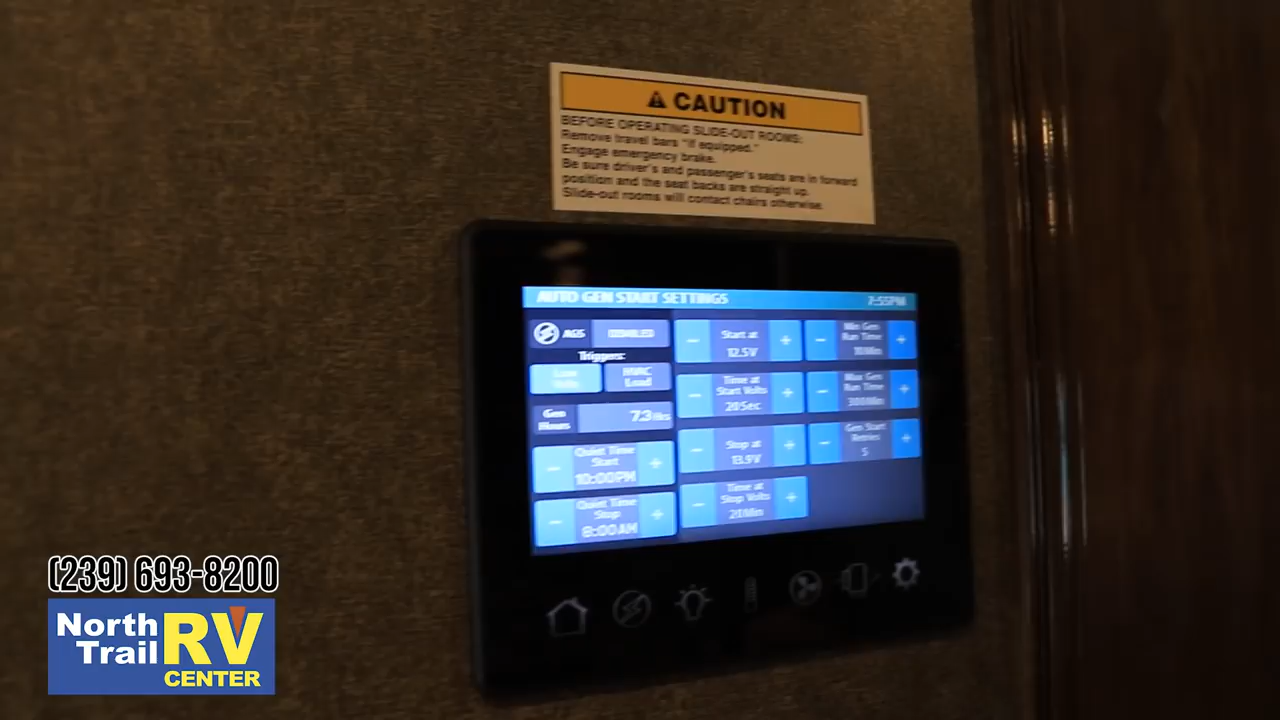 CAUTION
BEFORE OPERATING SLIDE-OUT ROOMS:
Remove travel bars "if equipped."
Engage emergency brake.
Be sure driver's and passenger's seats are in forward
position and the seat backs are straight up.
Slide-out rooms will contact chairs otherwise.
AUTO GEN START SETTINGS 7:55PM
AGS DISABLED
Triggers:
Low
Volts
HVAC
Load
Gen
Hours
7.3 Hrs
− Quiet Time
Start
10:00PM +
− Quiet Time
Stop
8:00AM +
− Start at
12.5V +
− Time at
Start Volts
20Sec +
− Stop at
13.9V +
− Time at
Stop Volts
20Min +
− Min Gen
Run Time
10Min +
− Max Gen
Run Time
300Min +
− Gen Start
Retries
5 +
(239) 693-8200
North
Trail
RV
CENTER